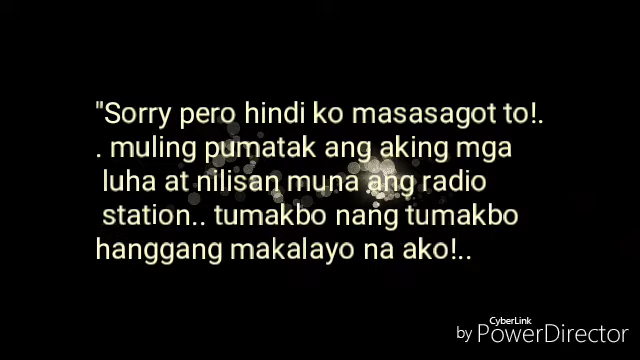 "Sorry pero hindi ko masasagot to!.
. muling pumatak ang aking mga
luha at nilisan muna ang radio
station.. tumakbo nang tumakbo
hanggang makalayo na ako!..
CyberLink
by PowerDirector